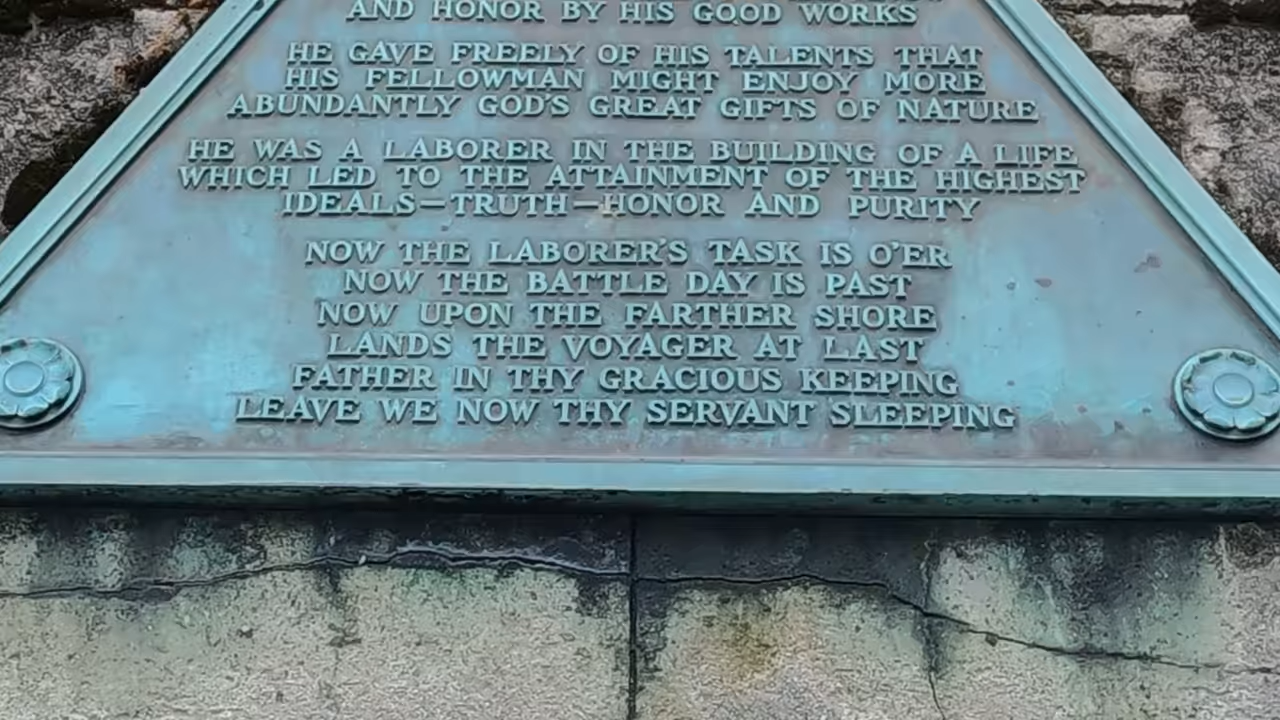 AND HONOR BY HIS GOOD WORKS
HE GAVE FREELY OF HIS TALENTS THAT
HIS FELLOWMAN MIGHT ENJOY MORE
ABUNDANTLY GOD'S GREAT GIFTS OF NATURE
HE WAS A LABORER IN THE BUILDING OF A LIFE
WHICH LED TO THE ATTAINMENT OF THE HIGHEST
IDEALS—TRUTH—HONOR AND PURITY
NOW THE LABORER'S TASK IS O'ER
NOW THE BATTLE DAY IS PAST
NOW UPON THE FARTHER SHORE
LANDS THE VOYAGER AT LAST
FATHER IN THY GRACIOUS KEEPING
LEAVE WE NOW THY SERVANT SLEEPING